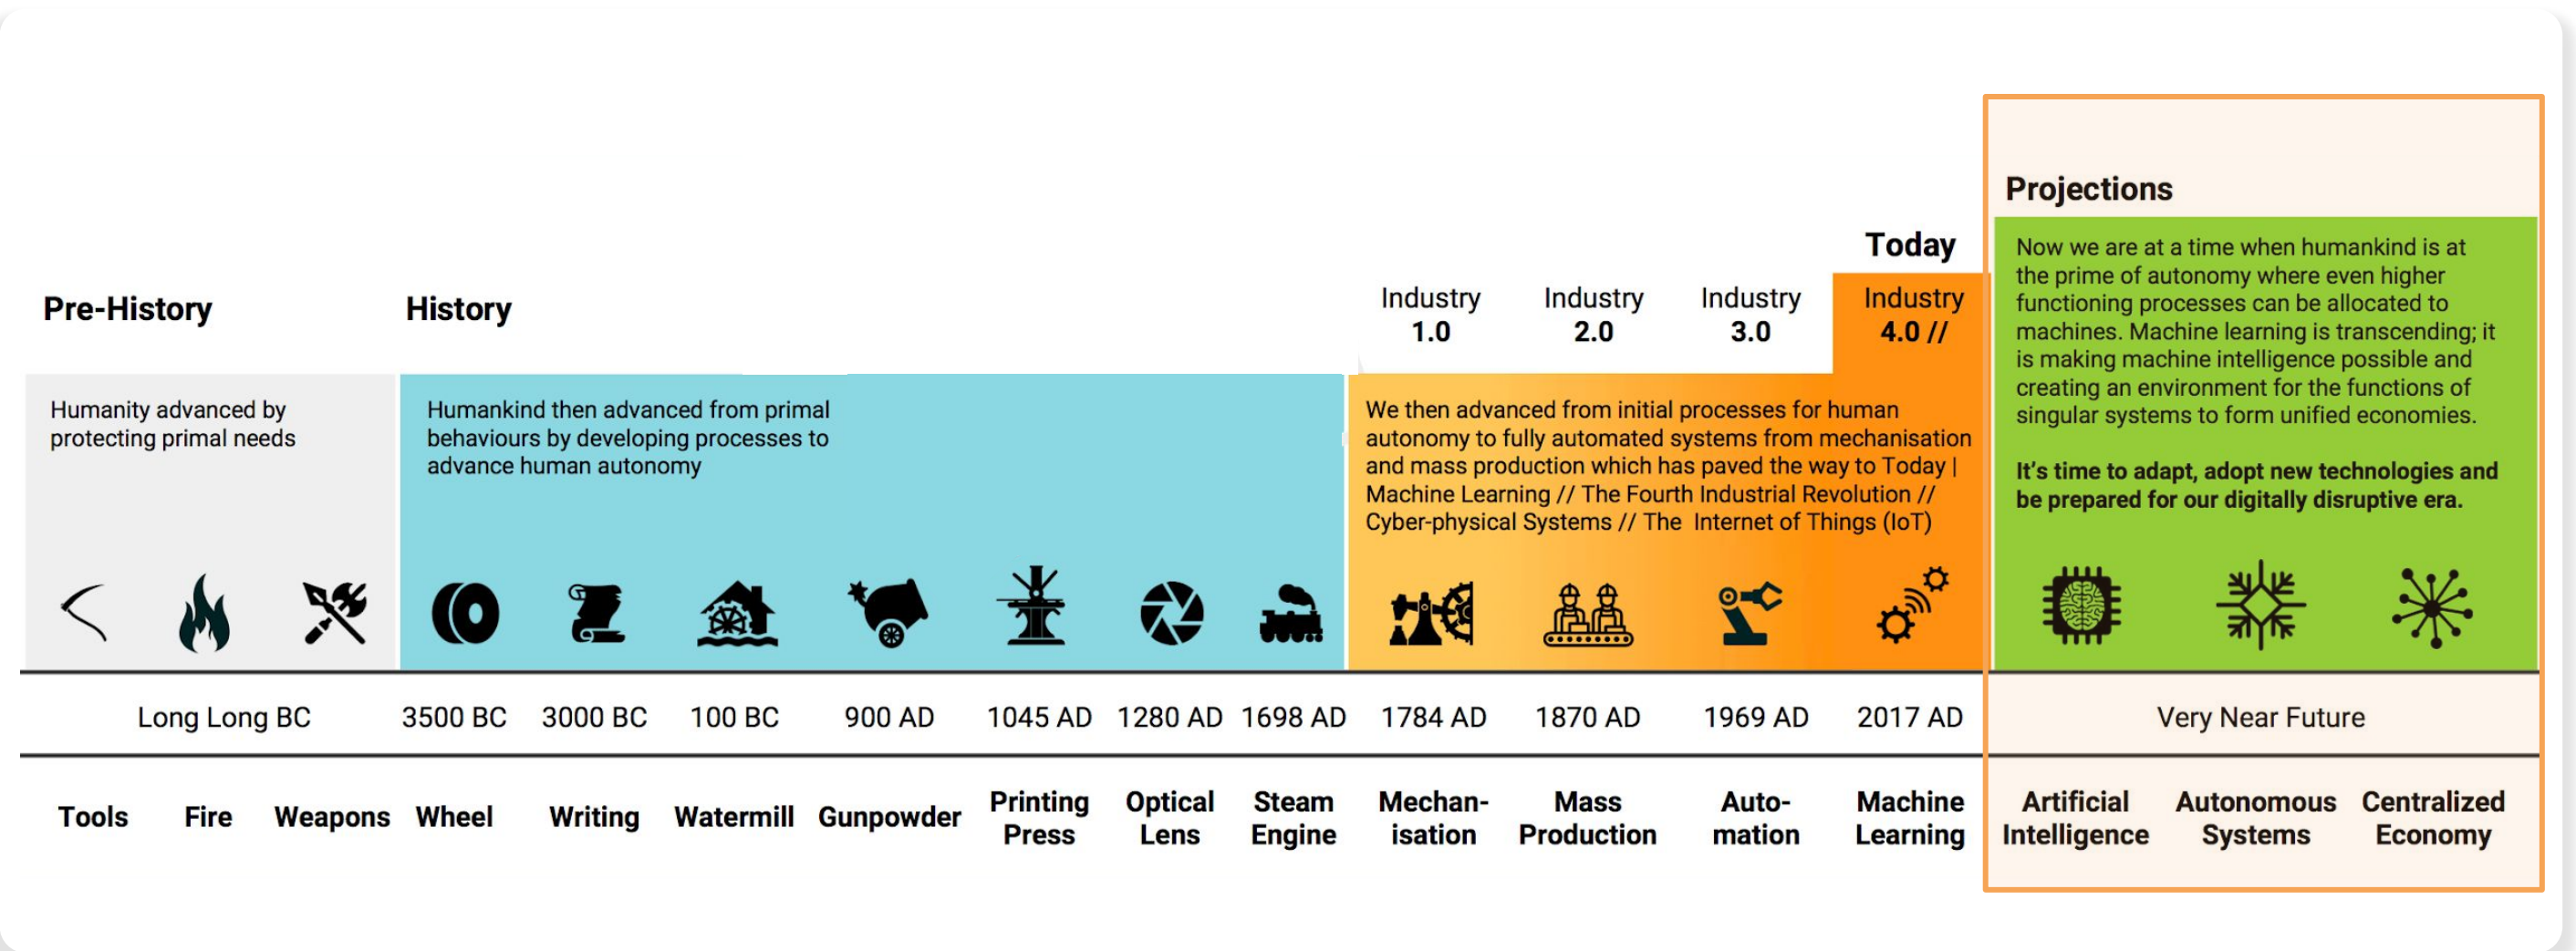 Projections
Today
Pre-History
History
Industry
1.0
Industry
2.0
Industry
3.0
Industry
4.0 //
Humanity advanced by
protecting primal needs
Humankind then advanced from primal
behaviours by developing processes to
advance human autonomy
We then advanced from initial processes for human
autonomy to fully automated systems from mechanisation
and mass production which has paved the way to Today |
Machine Learning // The Fourth Industrial Revolution //
Cyber-physical Systems // The Internet of Things (IoT)
Now we are at a time when humankind is at
the prime of autonomy where even higher
functioning processes can be allocated to
machines. Machine learning is transcending; it
is making machine intelligence possible and
creating an environment for the functions of
singular systems to form unified economies.
It's time to adapt, adopt new technologies and
be prepared for our digitally disruptive era.
Long Long BC
3500 BC
3000 BC
100 BC
900 AD
1045 AD
1280 AD
1698 AD
1784 AD
1870 AD
1969 AD
2017 AD
Very Near Future
Tools
Fire
Weapons
Wheel
Writing
Watermill
Gunpowder
Printing
Press
Optical
Lens
Steam
Engine
Mechan-
isation
Mass
Production
Auto-
mation
Machine
Learning
Artificial
Intelligence
Autonomous
Systems
Centralized
Economy